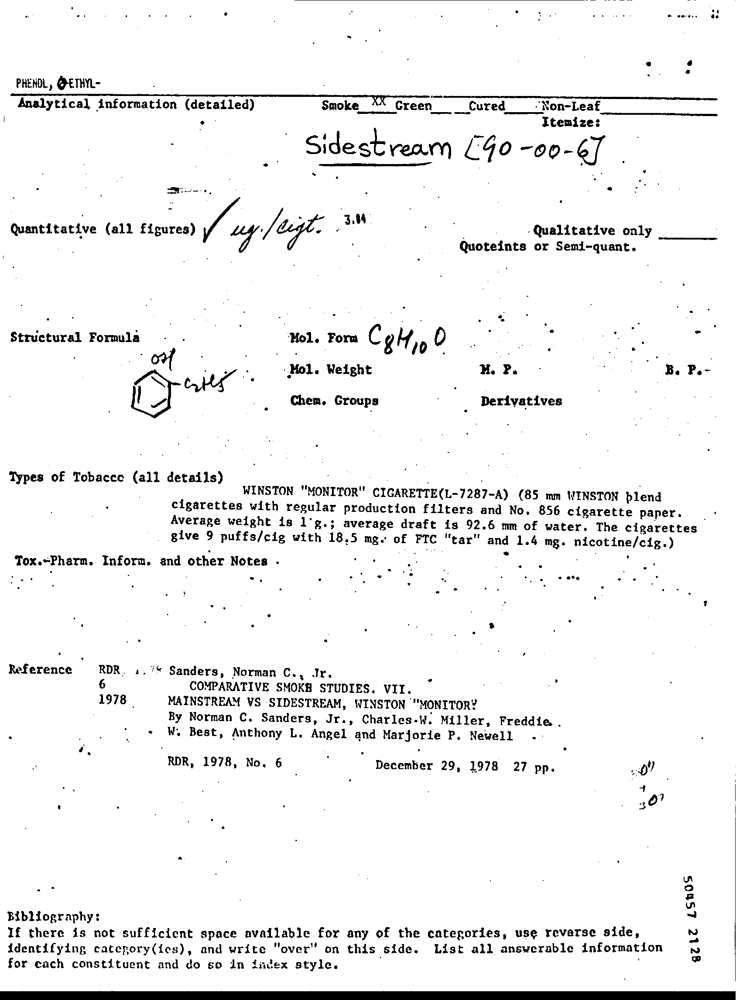 PHENOL, O-ETHYL-
Analytical information (detailed) Smoke XX Green Cured Non-Leaf
Itemize:
Sidestream [90-00-6]
Quantitative (all figures) ✓ ug./cigt. 3.84 Qualitative only
Quoteints or Semi-quant.
Structural Formula Mol. Form C8H10O
OH
C2H5
Mol. Weight M. P. B. P.-
Chem. Groups Derivatives
Types of Tobacco (all details)
WINSTON "MONITOR" CIGARETTE(L-7287-A) (85 mm WINSTON blend
cigarettes with regular production filters and No. 856 cigarette paper.
Average weight is 1 g.; average draft is 92.6 mm of water. The cigarettes
give 9 puffs/cig with 18.5 mg. of FTC "tar" and 1.4 mg. nicotine/cig.)
Tox.-Pharm. Inform. and other Notes
Reference RDR Sanders, Norman C., Jr.
6 COMPARATIVE SMOKE STUDIES. VII.
1978 MAINSTREAM VS SIDESTREAM, WINSTON "MONITOR"
By Norman C. Sanders, Jr., Charles W. Miller, Freddie
W. Best, Anthony L. Angel and Marjorie P. Newell
RDR, 1978, No. 6 December 29, 1978 27 pp.
Bibliography:
If there is not sufficient space available for any of the categories, use reverse side,
identifying category(ies), and write "over" on this side. List all answerable information
for each constituent and do so in index style.
50457 2128